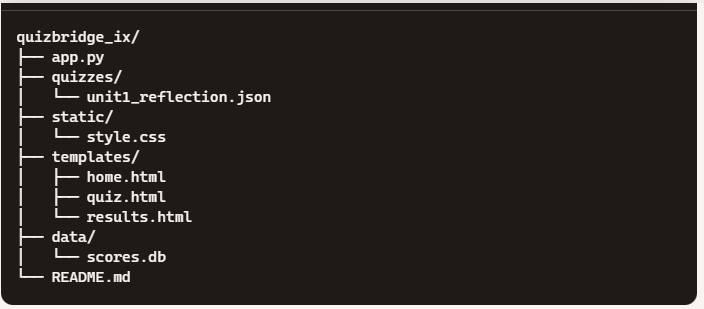 quizbridge_ix/
├── app.py
├── quizzes/
│   └── unit1_reflection.json
├── static/
│   └── style.css
├── templates/
│   ├── home.html
│   ├── quiz.html
│   └── results.html
├── data/
│   └── scores.db
└── README.md